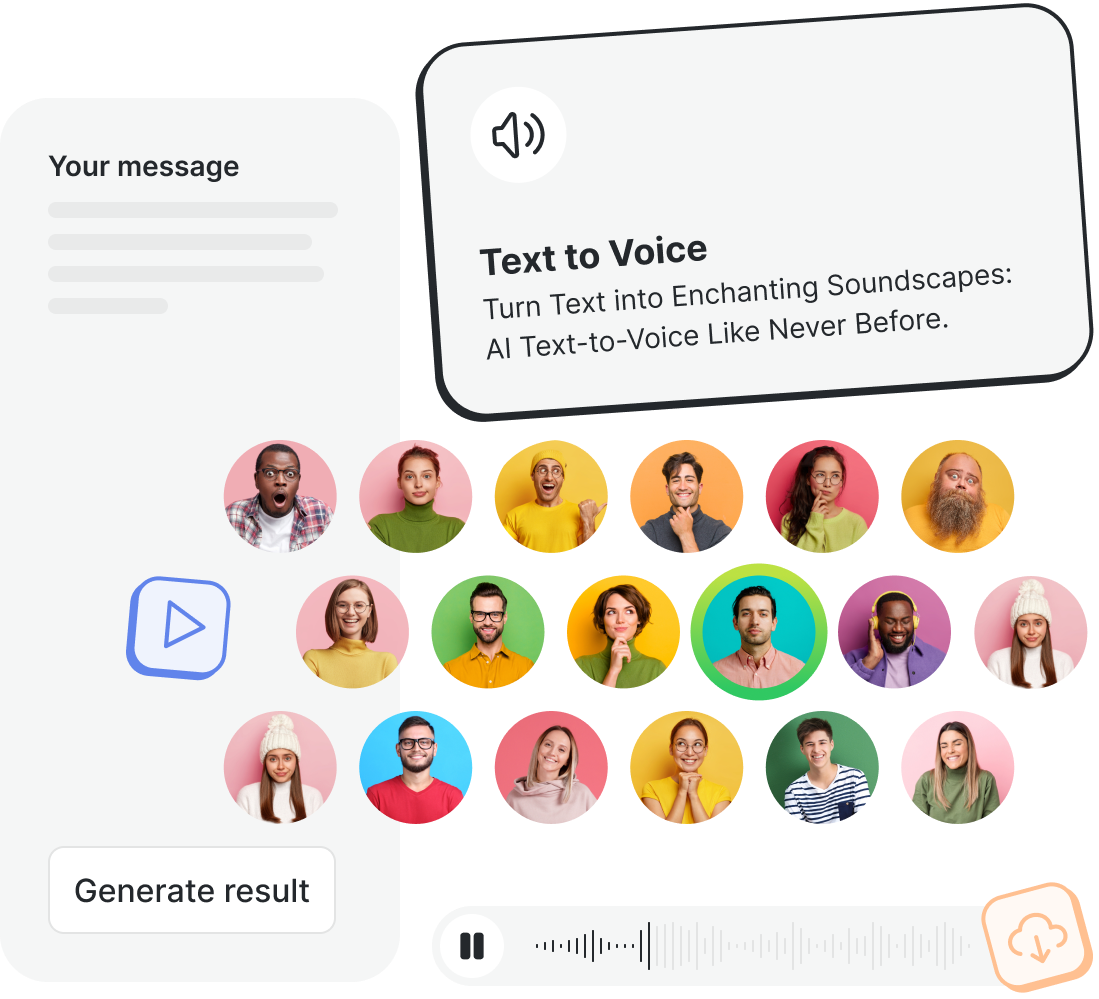 Your message
Text to Voice
Turn Text into Enchanting Soundscapes:
AI Text-to-Voice Like Never Before.
Generate result